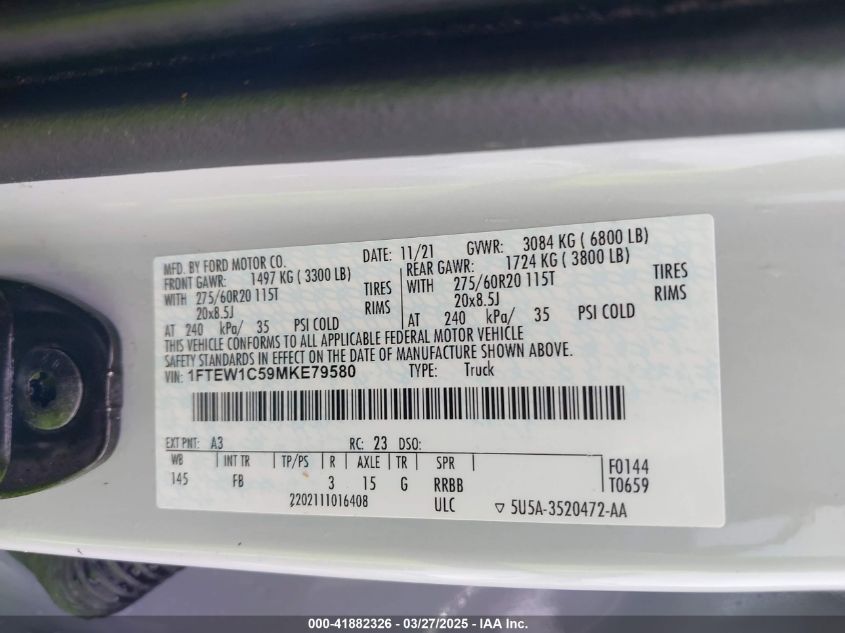 MFD. BY FORD MOTOR CO. DATE: 11/21 GVWR: 3084 KG ( 6800 LB)
FRONT GAWR: 1497 KG ( 3300 LB) REAR GAWR: 1724 KG ( 3800 LB)
WITH 275/60R20 115T TIRES WITH 275/60R20 115T TIRES
20x8.5J RIMS 20x8.5J RIMS
AT 240 kPa/ 35 PSI COLD AT 240 kPa/ 35 PSI COLD
THIS VEHICLE CONFORMS TO ALL APPLICABLE FEDERAL MOTOR VEHICLE
SAFETY STANDARDS IN EFFECT ON THE DATE OF MANUFACTURE SHOWN ABOVE.
VIN: 1FTEW1C59MKE79580 TYPE: Truck
EXT PNT: A3 RC: 23 DSO:
WB INT TR TP/PS R AXLE TR SPR F0144
145 FB 3 15 G RRBB T0659
2202111016408 ULC 5U5A-3520472-AA
000-41882326 - 03/27/2025 - IAA Inc.